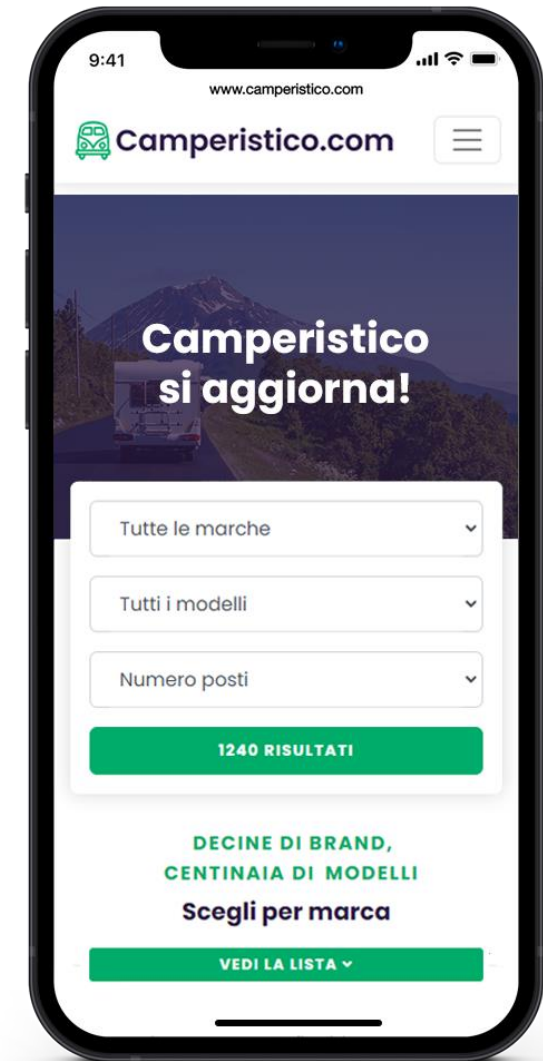 9:41
www.camperistico.com
Camperistico.com
Camperistico
si aggiorna!
Tutte le marche
Tutti i modelli
Numero posti
1240 RISULTATI
DECINE DI BRAND,
CENTINAIA DI MODELLI
Scegli per marca
VEDI LA LISTA